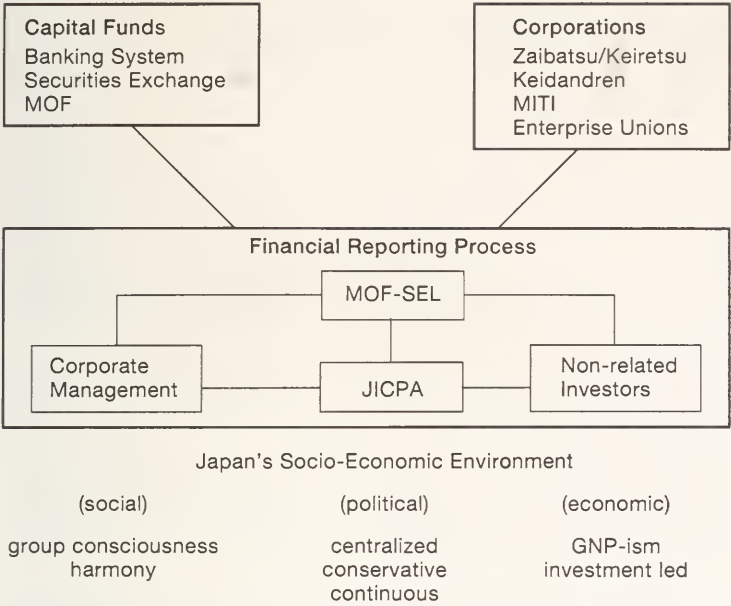 Capital Funds
Banking System
Securities Exchange
MOF
Corporations
Zaibatsu/Keiretsu
Keidandren
MITI
Enterprise Unions
Financial Reporting Process
MOF-SEL
Corporate
Management
JICPA
Non-related
Investors
Japan's Socio-Economic Environment
(social)
(political)
(economic)
group consciousness
harmony
centralized
conservative
continuous
GNP-ism
investment led